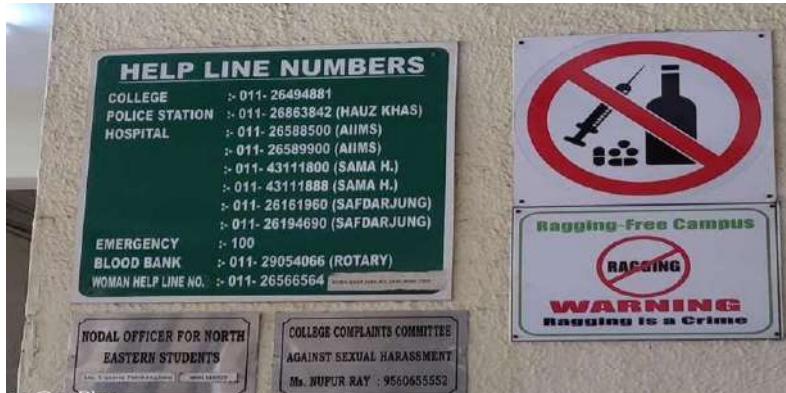 HELP LINE NUMBERS
COLLEGE :- 011- 26494881
POLICE STATION :- 011- 26863842 (HAUZ KHAS)
HOSPITAL :- 011- 26588500 (AIIMS)
:- 011- 26589900 (AIIMS)
:- 011- 43111800 (SAMA H.)
:- 011- 43111888 (SAMA H.)
:- 011- 26161960 (SAFDARJUNG)
:- 011- 26194690 (SAFDARJUNG)
EMERGENCY :- 100
BLOOD BANK :- 011- 29054066 (ROTARY)
WOMAN HELP LINE NO. :- 011- 26566564
Ragging-Free Campus
RAGGING
WARNING
Ragging is a Crime
NODAL OFFICER FOR NORTH
EASTERN STUDENTS
COLLEGE COMPLAINTS COMMITTEE
AGAINST SEXUAL HARASSMENT
Ms. NUPUR RAY : 9560655552